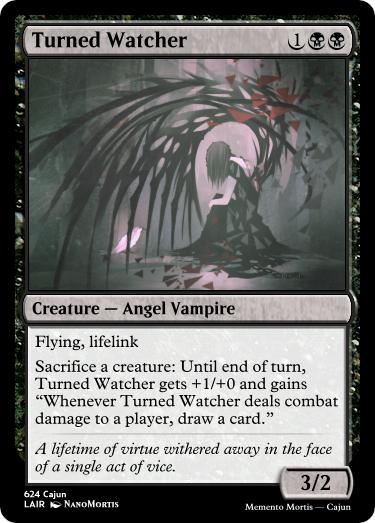 Turned Watcher 1
Creature — Angel Vampire
Flying, lifelink
Sacrifice a creature: Until end of turn,
Turned Watcher gets +1/+0 and gains
“Whenever Turned Watcher deals combat
damage to a player, draw a card.”
A lifetime of virtue withered away in the face
of a single act of vice.
3/2
624 Cajun
LAIR NanoMortis
Memento Mortis — Cajun